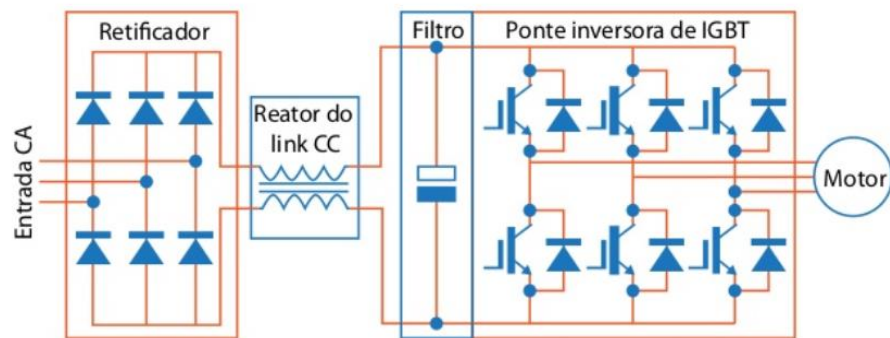 Retificador
Filtro
Ponte inversora de IGBT
Reator do
link CC
Entrada CA
Motor